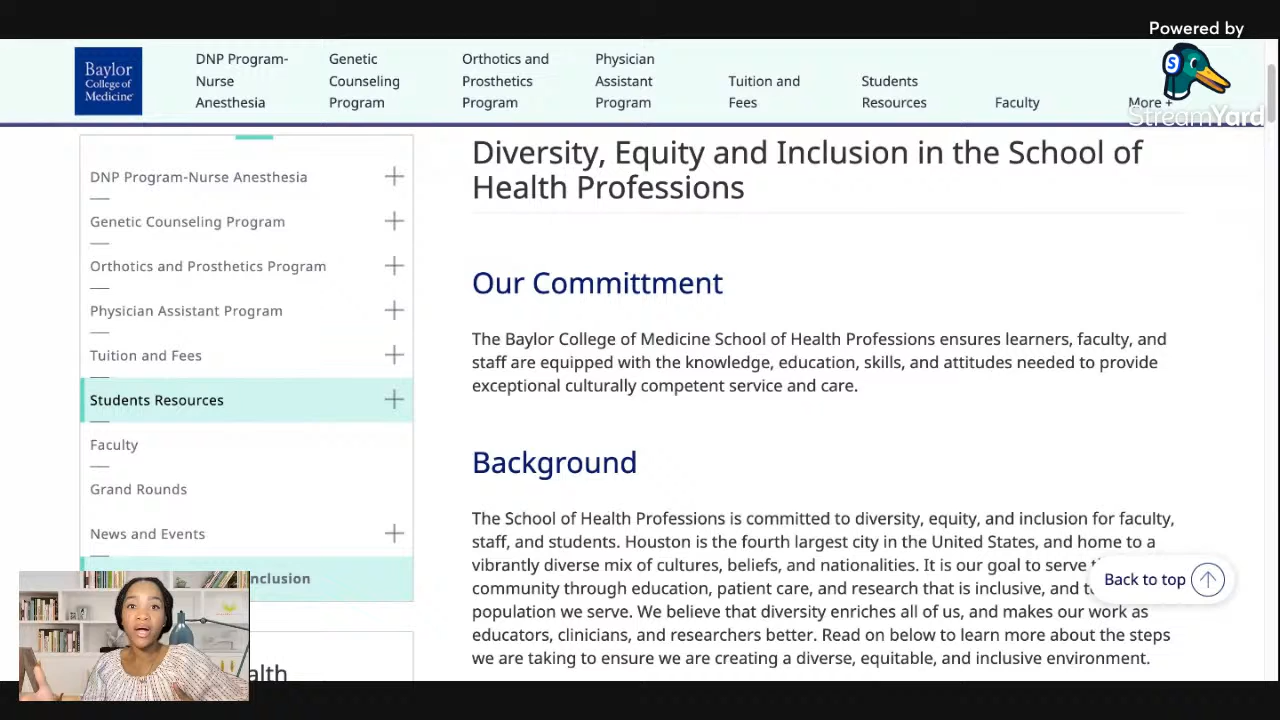 Powered by
StreamYard
Baylor
College of
Medicine
DNP Program-
Nurse
Anesthesia
Genetic
Counseling
Program
Orthotics and
Prosthetics
Program
Physician
Assistant
Program
Tuition and
Fees
Students
Resources
Faculty
More +
DNP Program-Nurse Anesthesia
Genetic Counseling Program
Orthotics and Prosthetics Program
Physician Assistant Program
Tuition and Fees
Students Resources
Faculty
Grand Rounds
News and Events
nclusion
alth
Diversity, Equity and Inclusion in the School of
Health Professions
Our Committment
The Baylor College of Medicine School of Health Professions ensures learners, faculty, and
staff are equipped with the knowledge, education, skills, and attitudes needed to provide
exceptional culturally competent service and care.
Background
The School of Health Professions is committed to diversity, equity, and inclusion for faculty,
staff, and students. Houston is the fourth largest city in the United States, and home to a
vibrantly diverse mix of cultures, beliefs, and nationalities. It is our goal to serve
community through education, patient care, and research that is inclusive, and
population we serve. We believe that diversity enriches all of us, and makes our work as
educators, clinicians, and researchers better. Read on below to learn more about the steps
we are taking to ensure we are creating a diverse, equitable, and inclusive environment.
Back to top